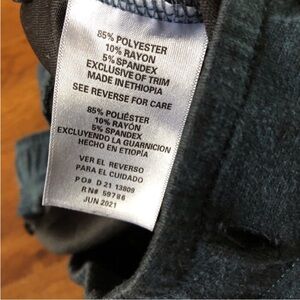 85% POLYESTER
10% RAYON
5% SPANDEX
EXCLUSIVE OF TRIM
MADE IN ETHIOPIA
SEE REVERSE FOR CARE
85% POLIÉSTER
10% RAYÓN
5% SPANDEX
EXCLUYENDO LA GUARNICION
HECHO EN ETIOPÍA
VER EL REVERSO
PARA EL CUIDADO
PO# D 21 13809
RN# 59786
JUN 2021